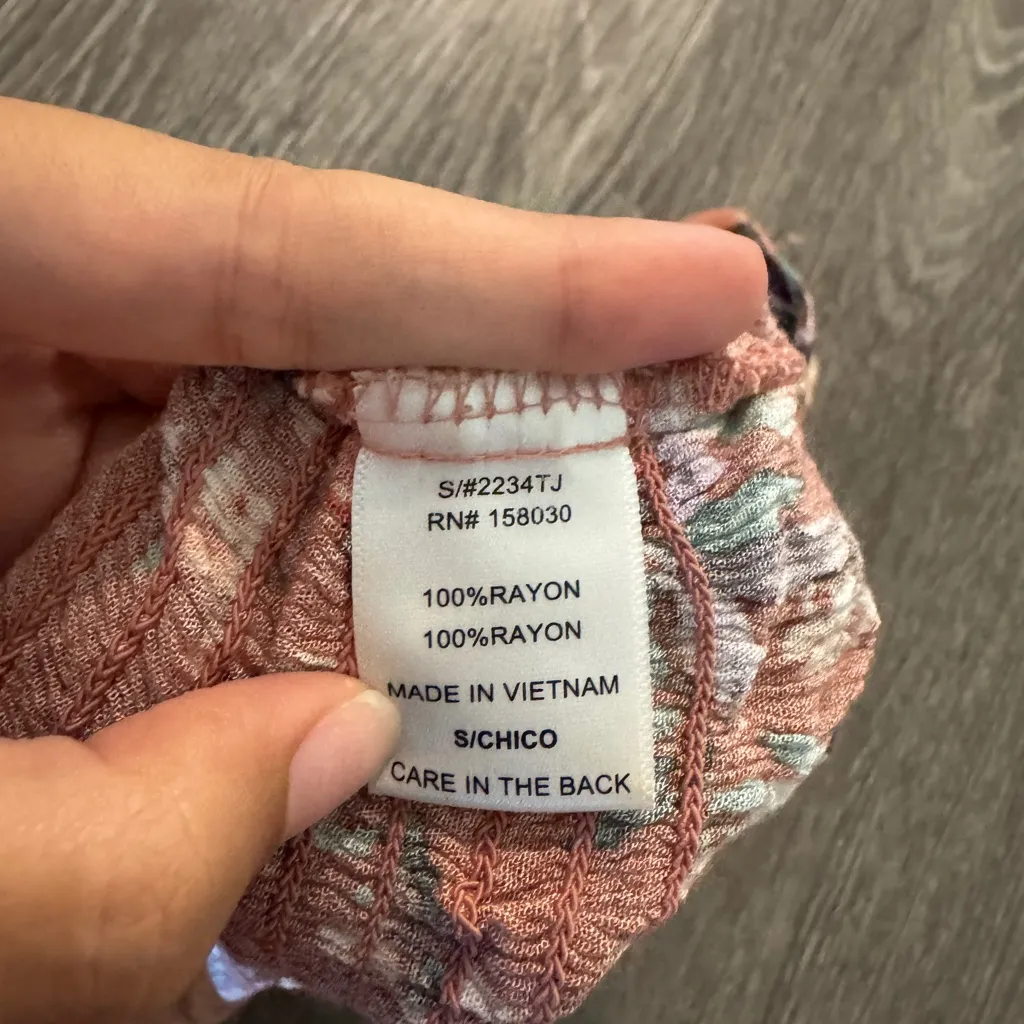 S/#2234TJ
RN# 158030
100%RAYON
100%RAYON
MADE IN VIETNAM
S/CHICO
CARE IN THE BACK